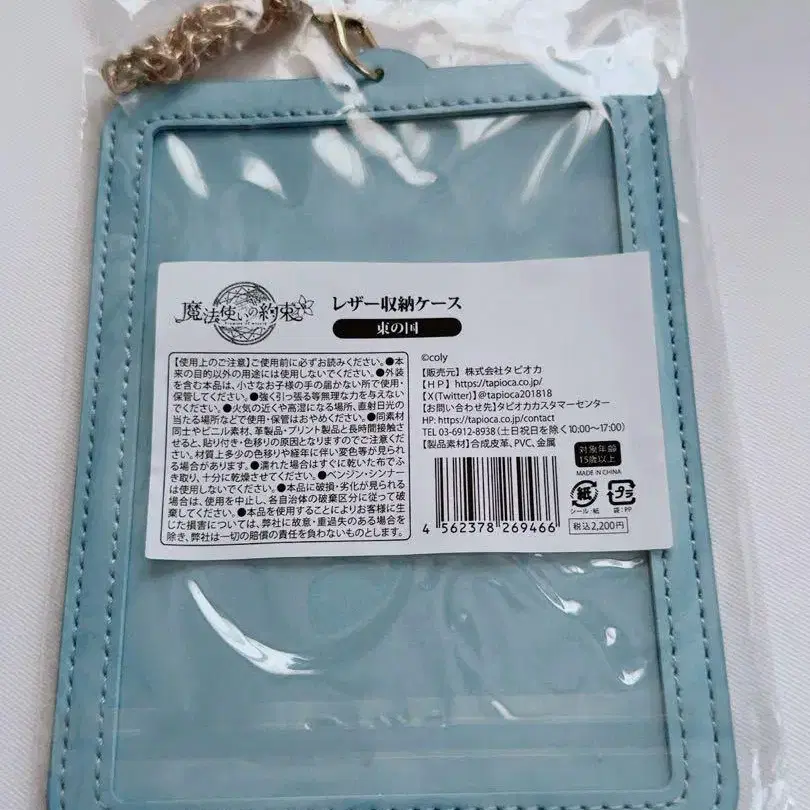 魔法使いの約束
Promise of wizard
レザー収納ケース
東の国
【使用上のご注意】ご使用前に必ずお読みください。●本
来の目的以外の用途には使用しないでください。●外装
を含む本品は、小さなお子様の手の届かない所で使用・
保管してください。●強く引っ張る等無理な力を与えない
でください。●火気の近くや高湿になる場所、直射日光の
当たる場所などで使用・保管はおやめください。●同素材
同士やビニル素材、革製品・プリント製品と長時間接触さ
せると、貼り付き・色移りの原因となりますのでご注意くだ
さい。材質上多少の色移りや経年に伴い変色等が見ら
れる場合があります。●濡れた場合はすぐに乾いた布でふ
き取り、十分に乾燥させてください。●ベンジン・シンナー
は使用しないでください。●本品に破損・劣化が見られる
場合は、使用を中止し、各自治体の破棄区分に従って破
棄してください。●本品を使用することによりお客様に生
じた損害については、弊社に故意・重過失のある場合を
除き、弊社は一切の賠償の責任を負わないものとします。
©coly
【販売元】株式会社タピオカ
【HP】https://tapioca.co.jp/
【X(Twitter)】@tapioca201818
【お問い合わせ先】タピオカカスタマーセンター
HP: https://tapioca.co.jp/contact
TEL 03-6912-8938(土日祝日を除く10:00〜17:00)
【製品素材】合成皮革、PVC、金属
対象年齢
15歳以上
MADE IN CHINA
紙
プラ
シール:紙
袋:PP
4 562378 269466
税込2,200円